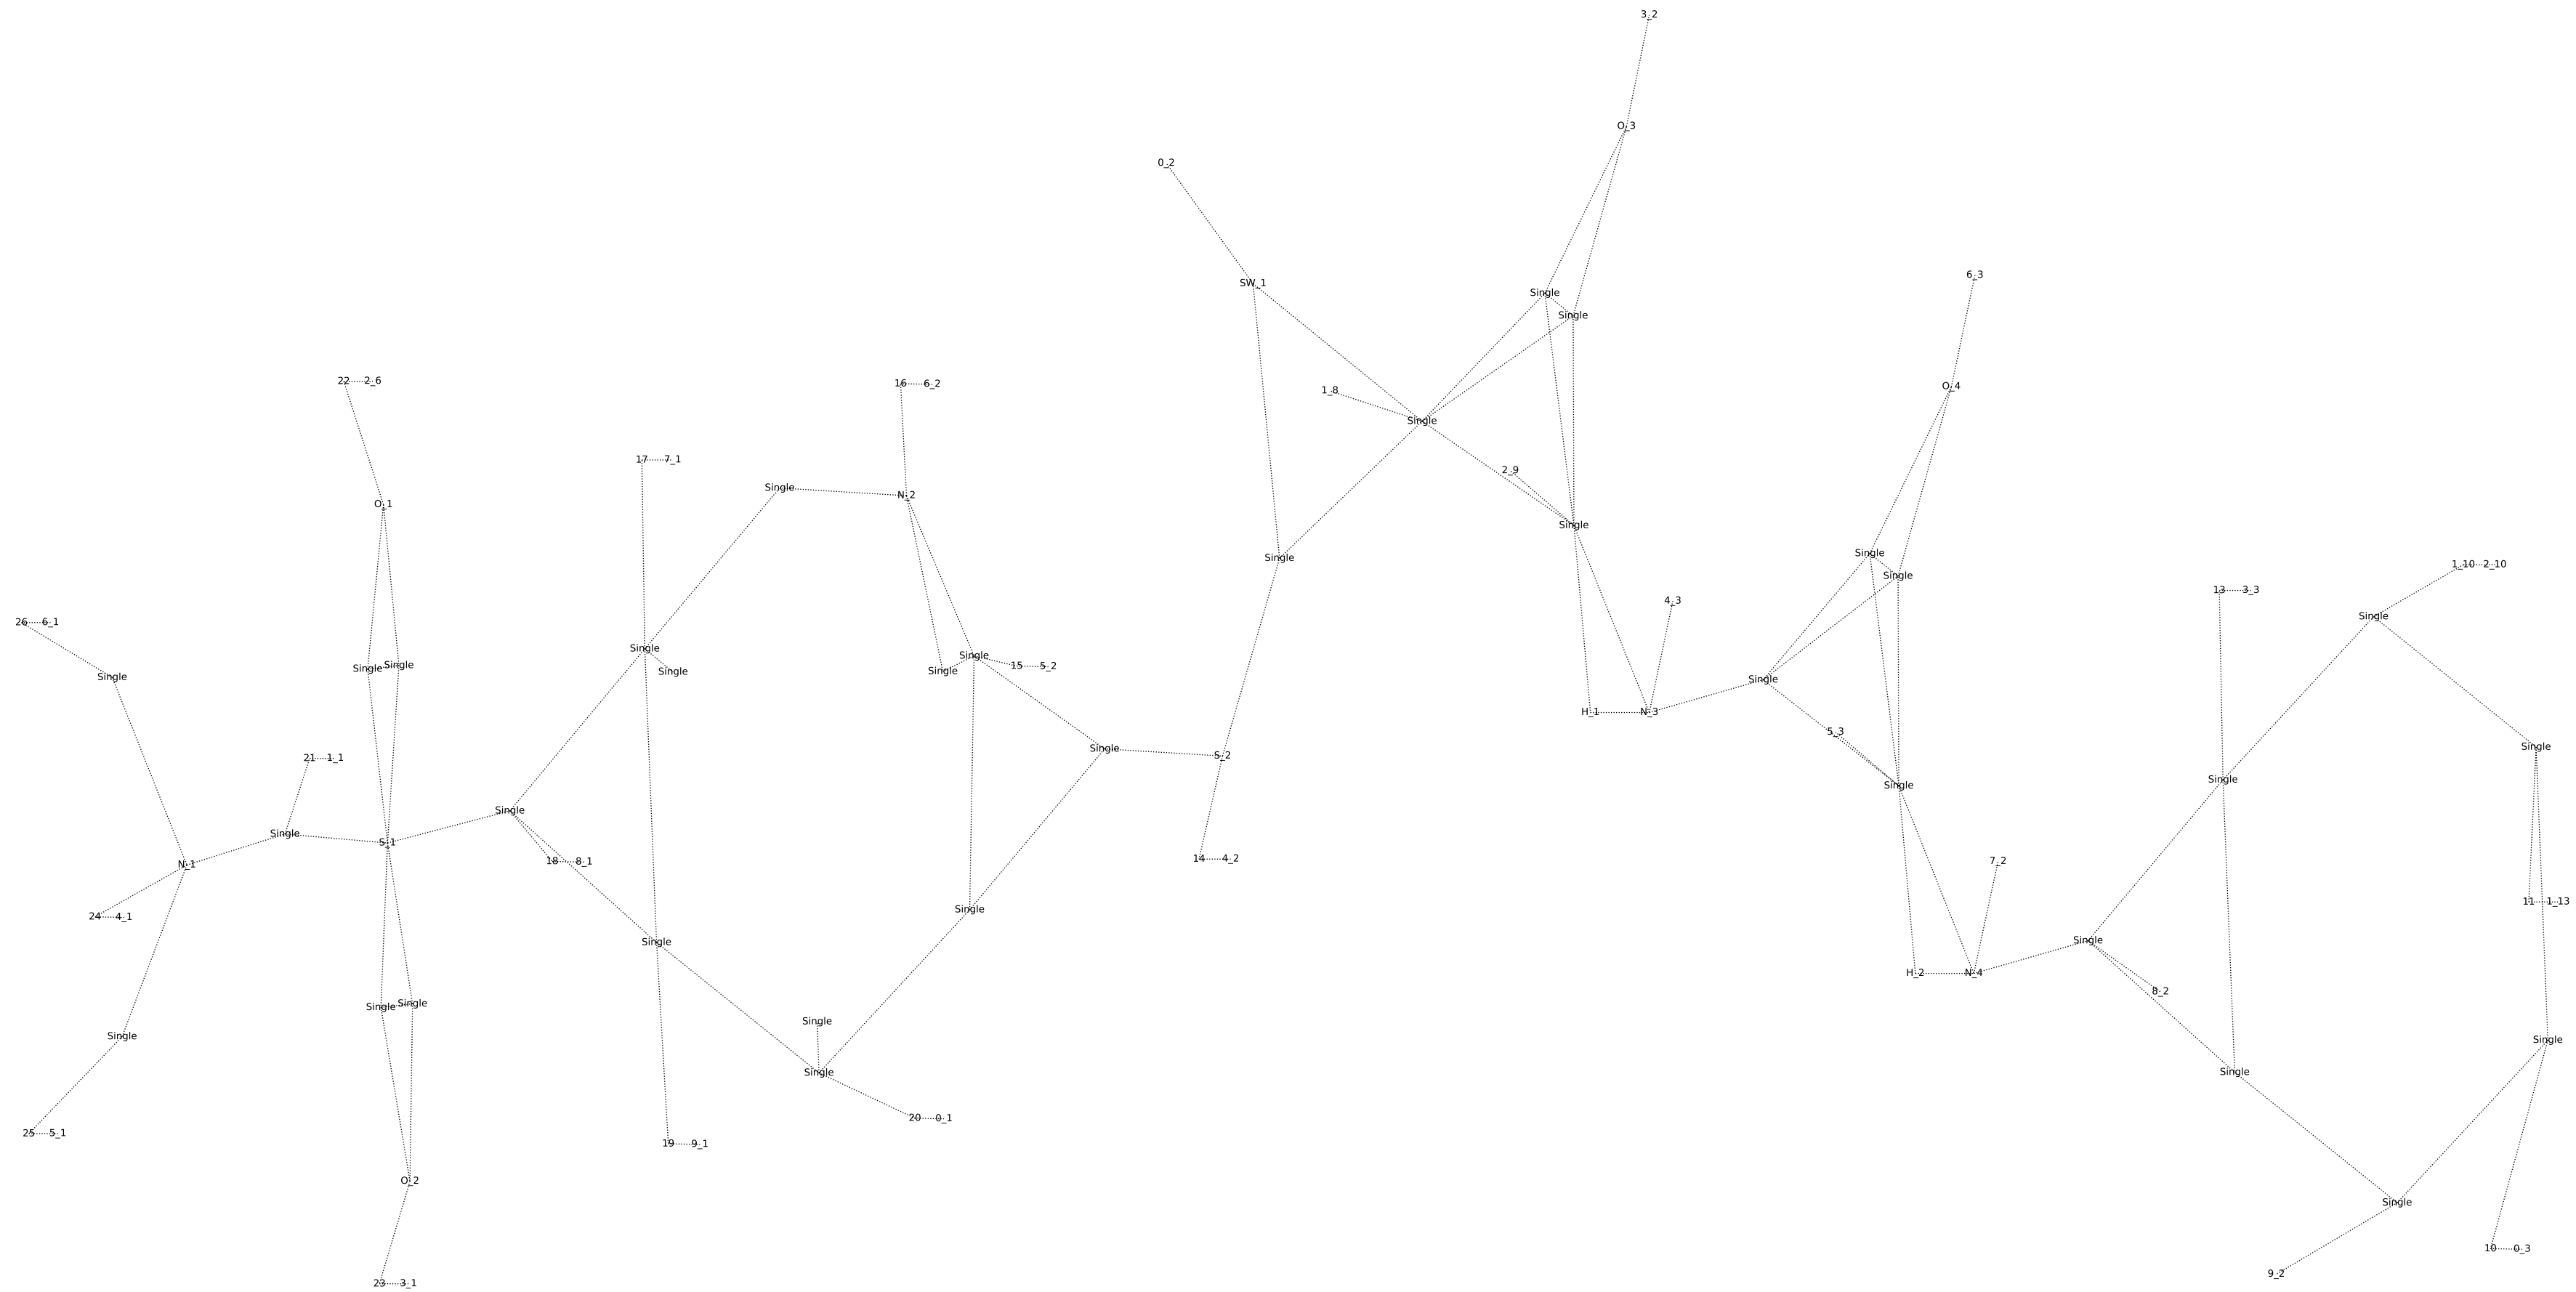 3_2
O_3
0_2
6_3
SW_1
Single
Single
22 2_6
16 6_2
O_4
1_8
Single
17 7_1
2_9
Single
N_2
O_1
Single
Single
Single
1_10 2_10
Single
13 3_3
4_3
Single
26 6_1
Single
Single
Single
Single
15 5_2
Single
Single
Single
Single
Single
H_1 N_3
5_3
Single
Single
S_2
21 1_1
Single
Single
Single
Single
S_1
14 4_2
18 8_1
7_2
N_1
11 1_13
Single
24 4_1
Single
Single
H_2 N_4
8_2
Single
Single
Single
Single
Single
Single
Single
20 0_1
25 5_1
19 9_1
O_2
Single
10 0_3
9_2
23 3_1